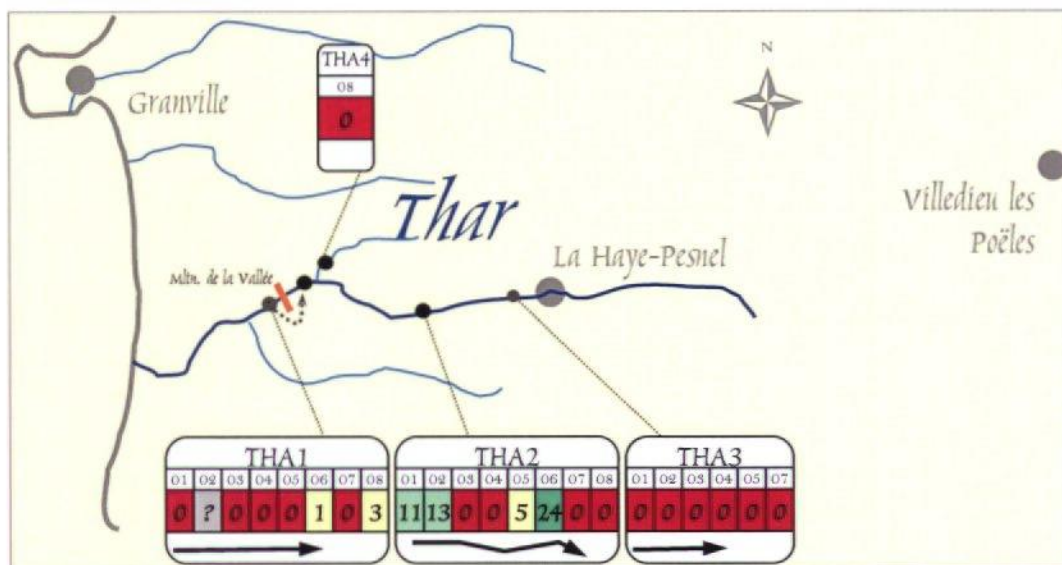 THA4
08
0
N
Granville
Thar
Villedieu les
Poëles
La Haye-Pesnel
Mln. de la Vallée
THA1
01 02 03 04 05 06 07 08
0 ? 0 0 0 1 0 3
THA2
01 02 03 04 05 06 07 08
11 13 0 0 5 24 0 0
THA3
01 02 03 04 05 06 07
0 0 0 0 0 0 0